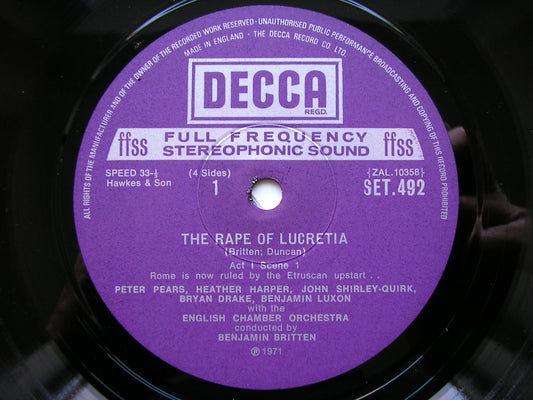 ALL RIGHTS OF THE MANUFACTURER AND OF THE OWNER OF THE RECORDED WORK RESERVED · UNAUTHORISED PUBLIC PERFORMANCE BROADCASTING AND COPYING OF THIS RECORD PROHIBITED
MADE IN ENGLAND · THE DECCA RECORD CO. LTD.
DECCA
REGD.
ffss FULL FREQUENCY STEREOPHONIC SOUND ffss
SPEED 33-⅓ (4 Sides) {ZAL.10358}
Hawkes & Son 1 SET.492
THE RAPE OF LUCRETIA
(Britten; Duncan)
Act I Scene 1
Rome is now ruled by the Etruscan upstart . .
PETER PEARS, HEATHER HARPER, JOHN SHIRLEY-QUIRK,
BRYAN DRAKE, BENJAMIN LUXON
with the
ENGLISH CHAMBER ORCHESTRA
conducted by
BENJAMIN BRITTEN
℗ 1971